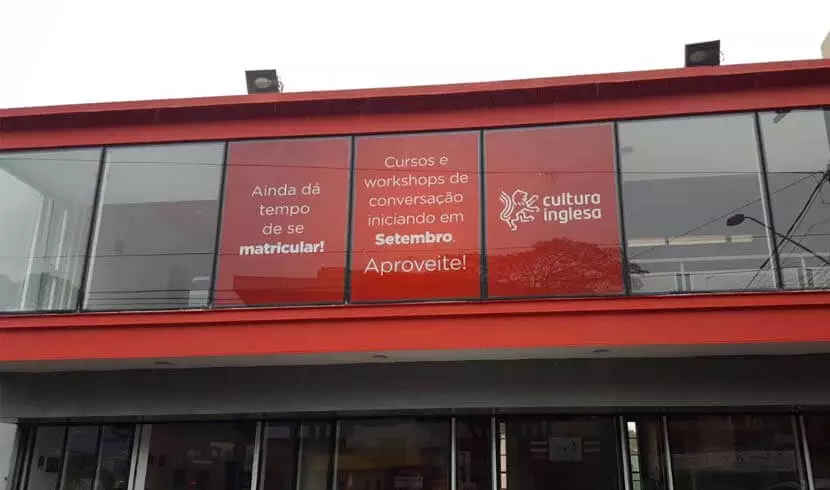 Ainda dá
tempo
de se
matricular!
Cursos e
workshops de
conversação
iniciando em
Setembro.
Aproveite!
cultura
inglesa